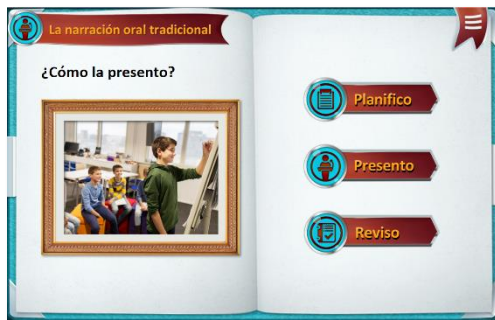 La narración oral tradicional
¿Cómo la presento?
Planifico
Presento
Reviso